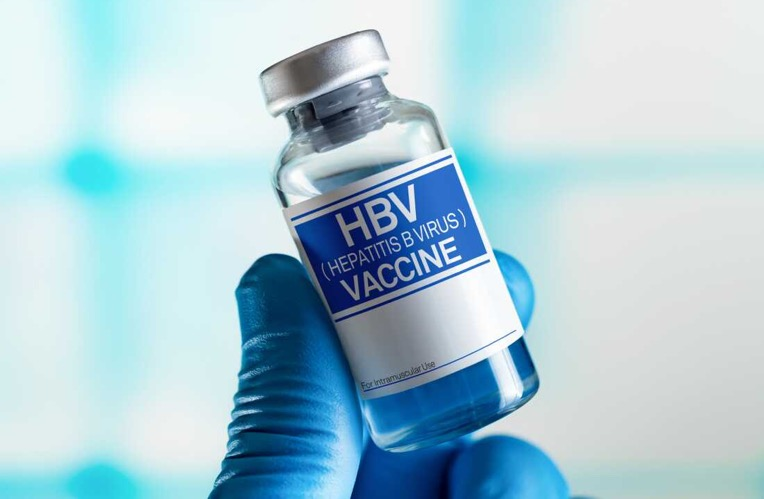 HBV
(HEPATITIS B VIRUS)
VACCINE
For Intramuscular Use